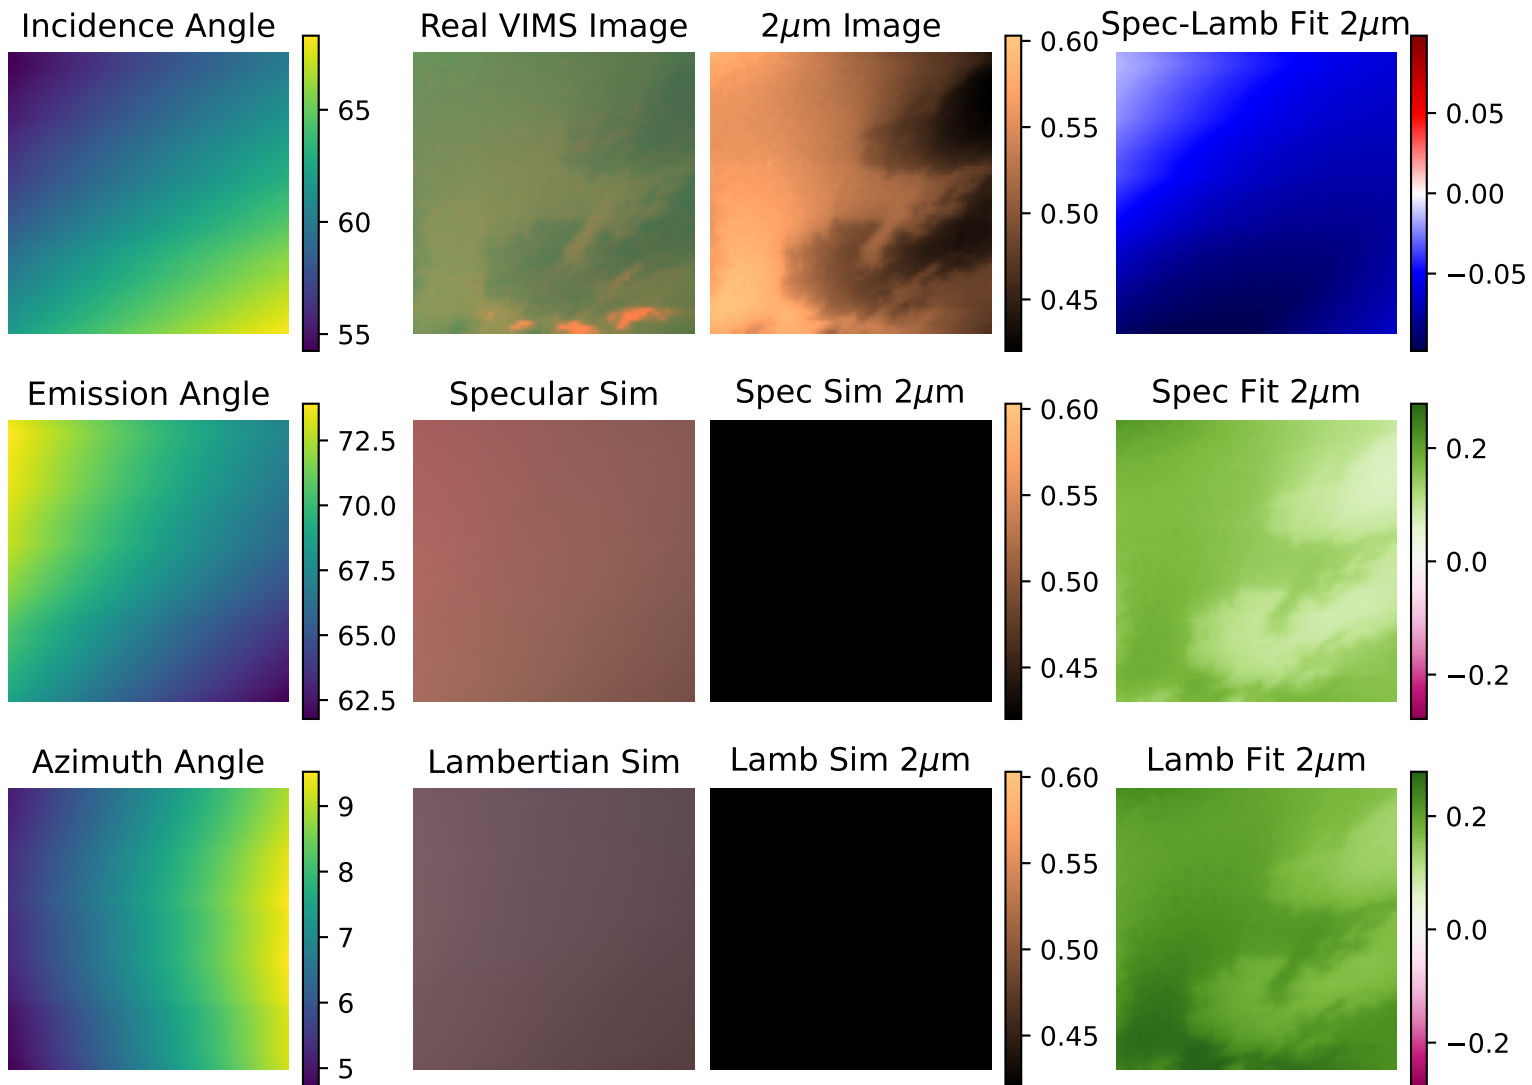 Incidence Angle
65
60
55
Real VIMS Image
2μm Image
0.60
0.55
0.50
0.45
Spec-Lamb Fit 2μm
0.05
0.00
−0.05
Emission Angle
72.5
70.0
67.5
65.0
62.5
Specular Sim
Spec Sim 2μm
0.60
0.55
0.50
0.45
Spec Fit 2μm
0.2
0.0
−0.2
Azimuth Angle
9
8
7
6
5
Lambertian Sim
Lamb Sim 2μm
0.60
0.55
0.50
0.45
Lamb Fit 2μm
0.2
0.0
−0.2